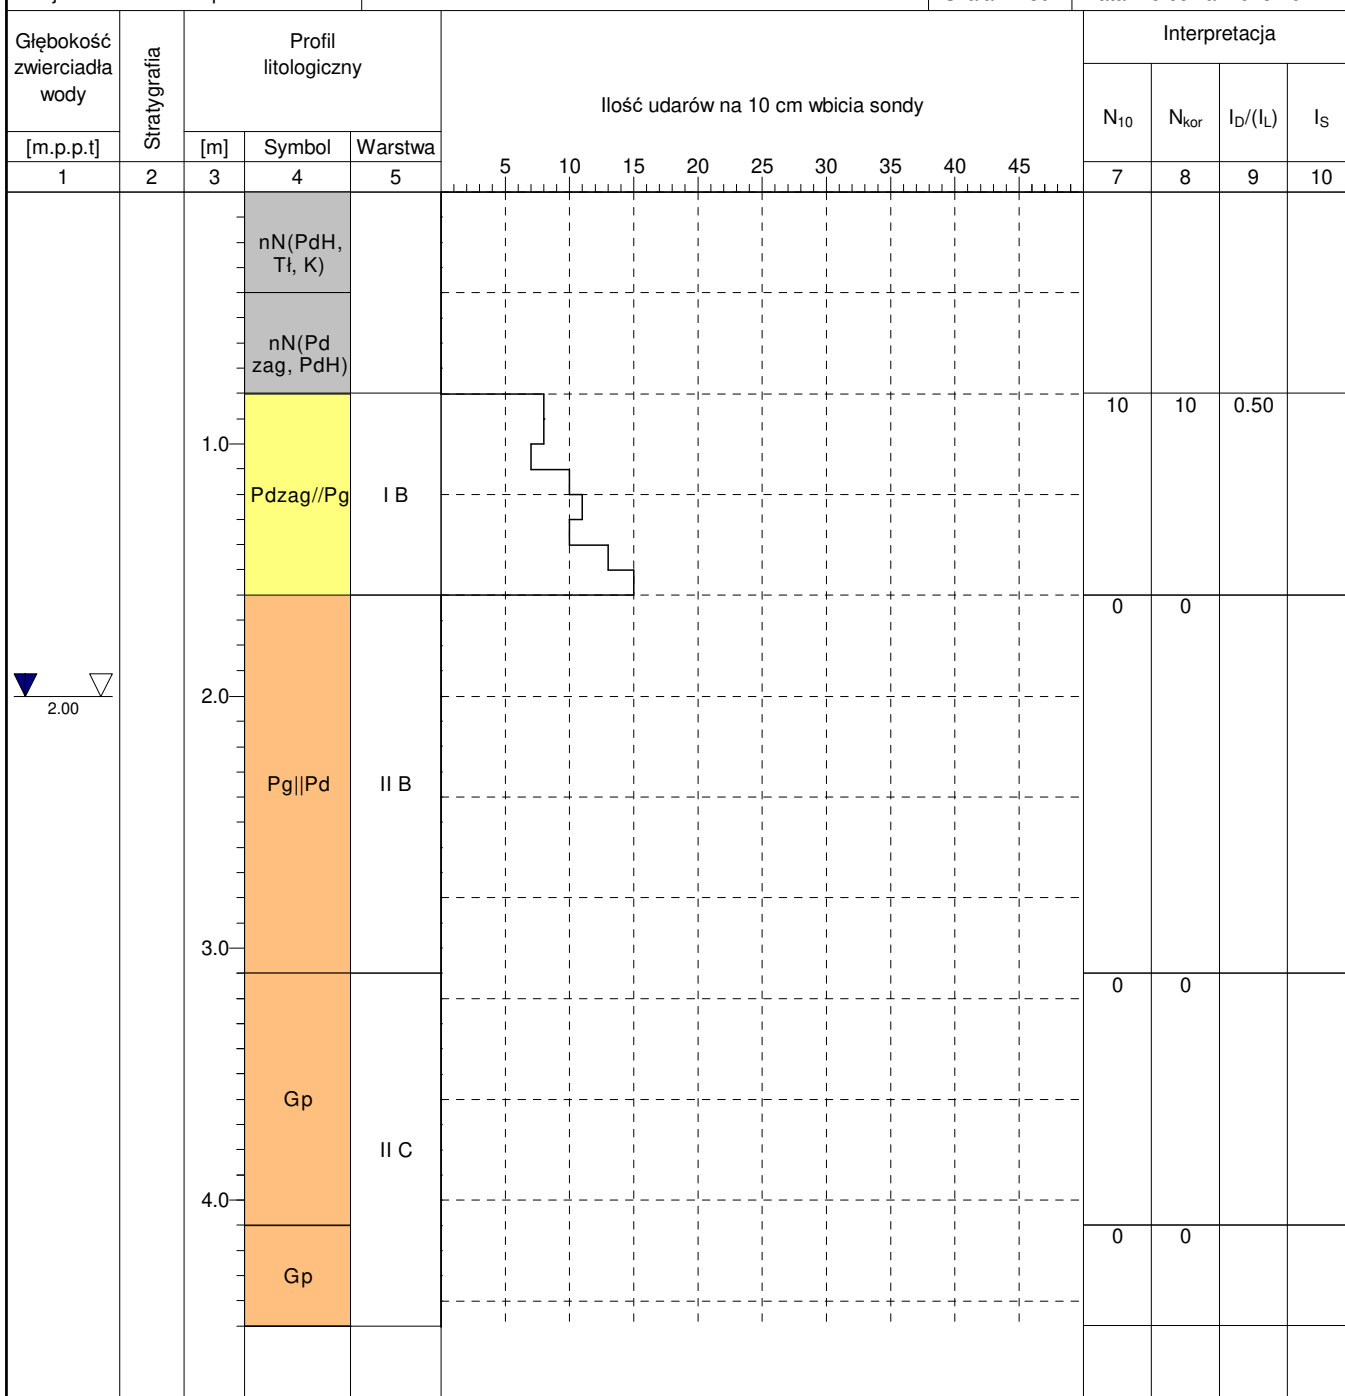 Głębokość
zwierciadła
wody
[m.p.p.t]
1
Stratygrafia
2
Profil
litologiczny
[m] Symbol Warstwa
3 4 5
Ilość udarów na 10 cm wbicia sondy
5 10 15 20 25 30 35 40 45
Interpretacja
N10 Nkor ID/(IL) IS
7 8 9 10
nN(PdH,
Tł, K)
nN(Pd
zag, PdH)
10 10 0.50
1.0
Pdzag//Pg I B
0 0
2.00
2.0
Pg||Pd II B
3.0
0 0
Gp
II C
4.0
0 0
Gp